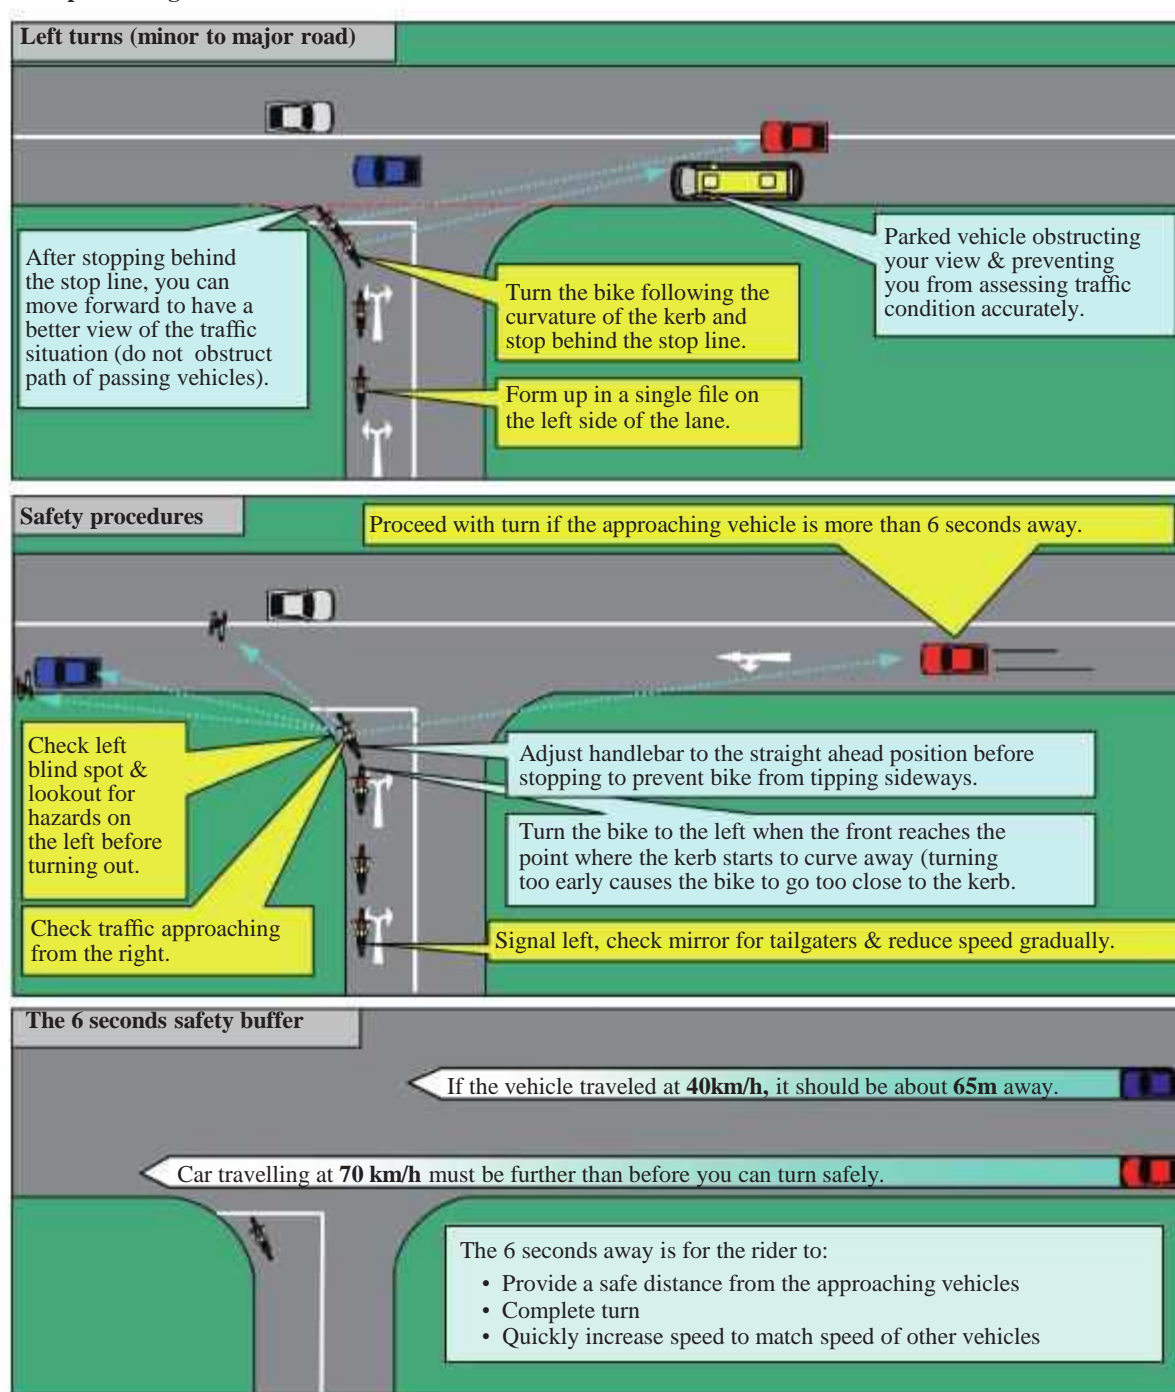 Left turns (minor to major road)
After stopping behind
the stop line, you can
move forward to have a
better view of the traffic
situation (do not obstruct
path of passing vehicles).
Turn the bike following the
curvature of the kerb and
stop behind the stop line.
Form up in a single file on
the left side of the lane.
Parked vehicle obstructing
your view & preventing
you from assessing traffic
condition accurately.
Safety procedures
Proceed with turn if the approaching vehicle is more than 6 seconds away.
Check left
blind spot &
lookout for
hazards on
the left before
turning out.
Check traffic approaching
from the right.
Adjust handlebar to the straight ahead position before
stopping to prevent bike from tipping sideways.
Turn the bike to the left when the front reaches the
point where the kerb starts to curve away (turning
too early causes the bike to go too close to the kerb.
Signal left, check mirror for tailgaters & reduce speed gradually.
The 6 seconds safety buffer
If the vehicle traveled at 40km/h, it should be about 65m away.
Car travelling at 70 km/h must be further than before you can turn safely.
The 6 seconds away is for the rider to:
• Provide a safe distance from the approaching vehicles
• Complete turn
• Quickly increase speed to match speed of other vehicles